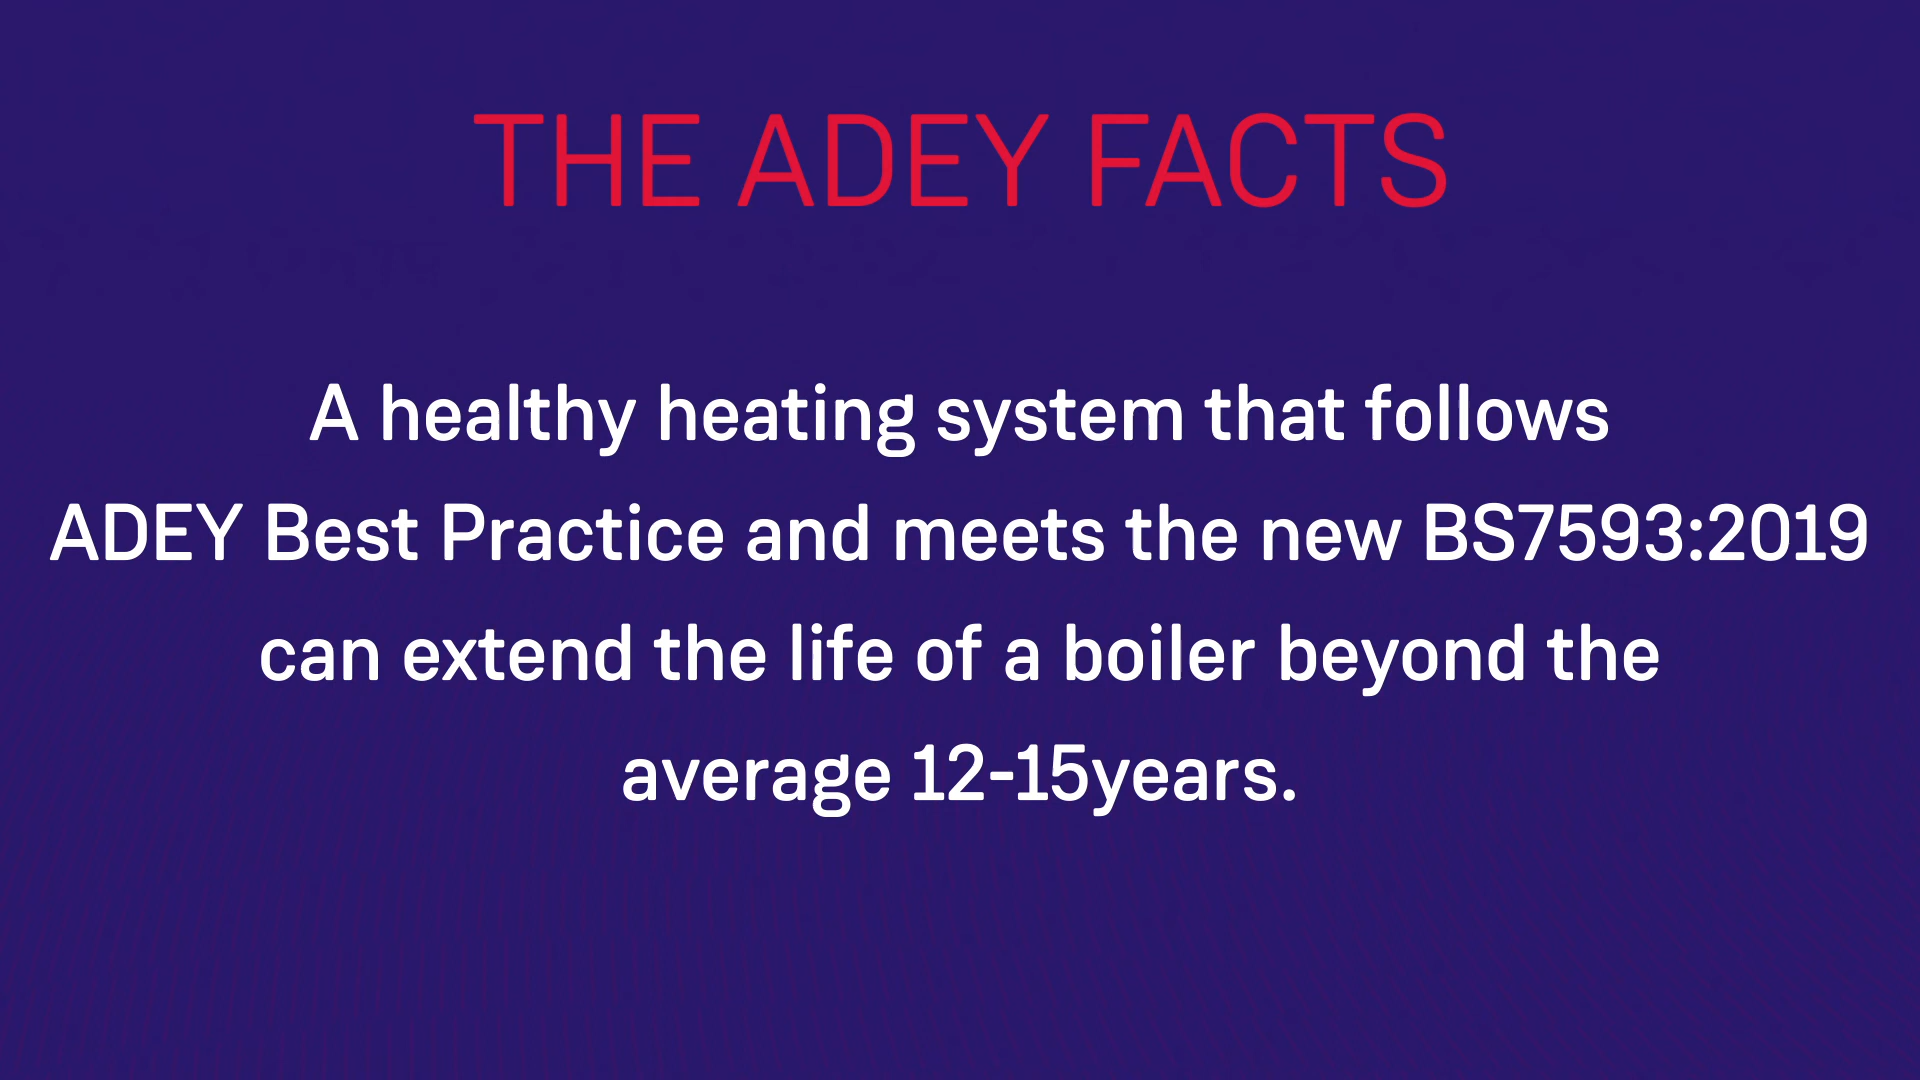 THE ADEY FACTS
A healthy heating system that follows
ADEY Best Practice and meets the new BS7593:2019
can extend the life of a boiler beyond the
average 12-15years.